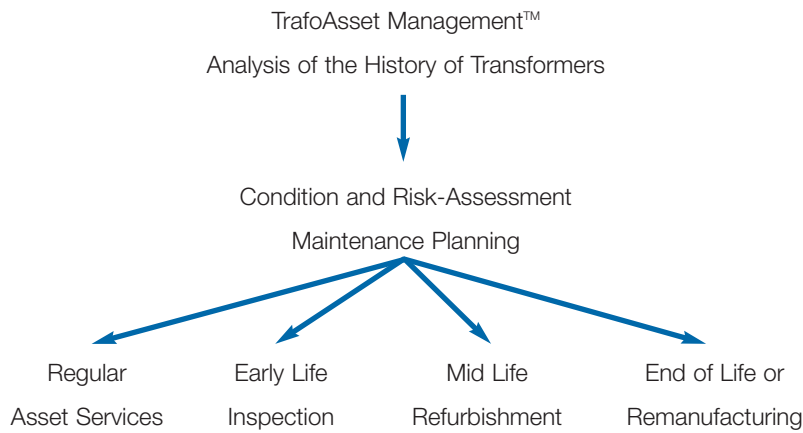 TrafoAsset Management™
Analysis of the History of Transformers
Condition and Risk-Assessment
Maintenance Planning
Regular
Asset Services
Early Life
Inspection
Mid Life
Refurbishment
End of Life or
Remanufacturing